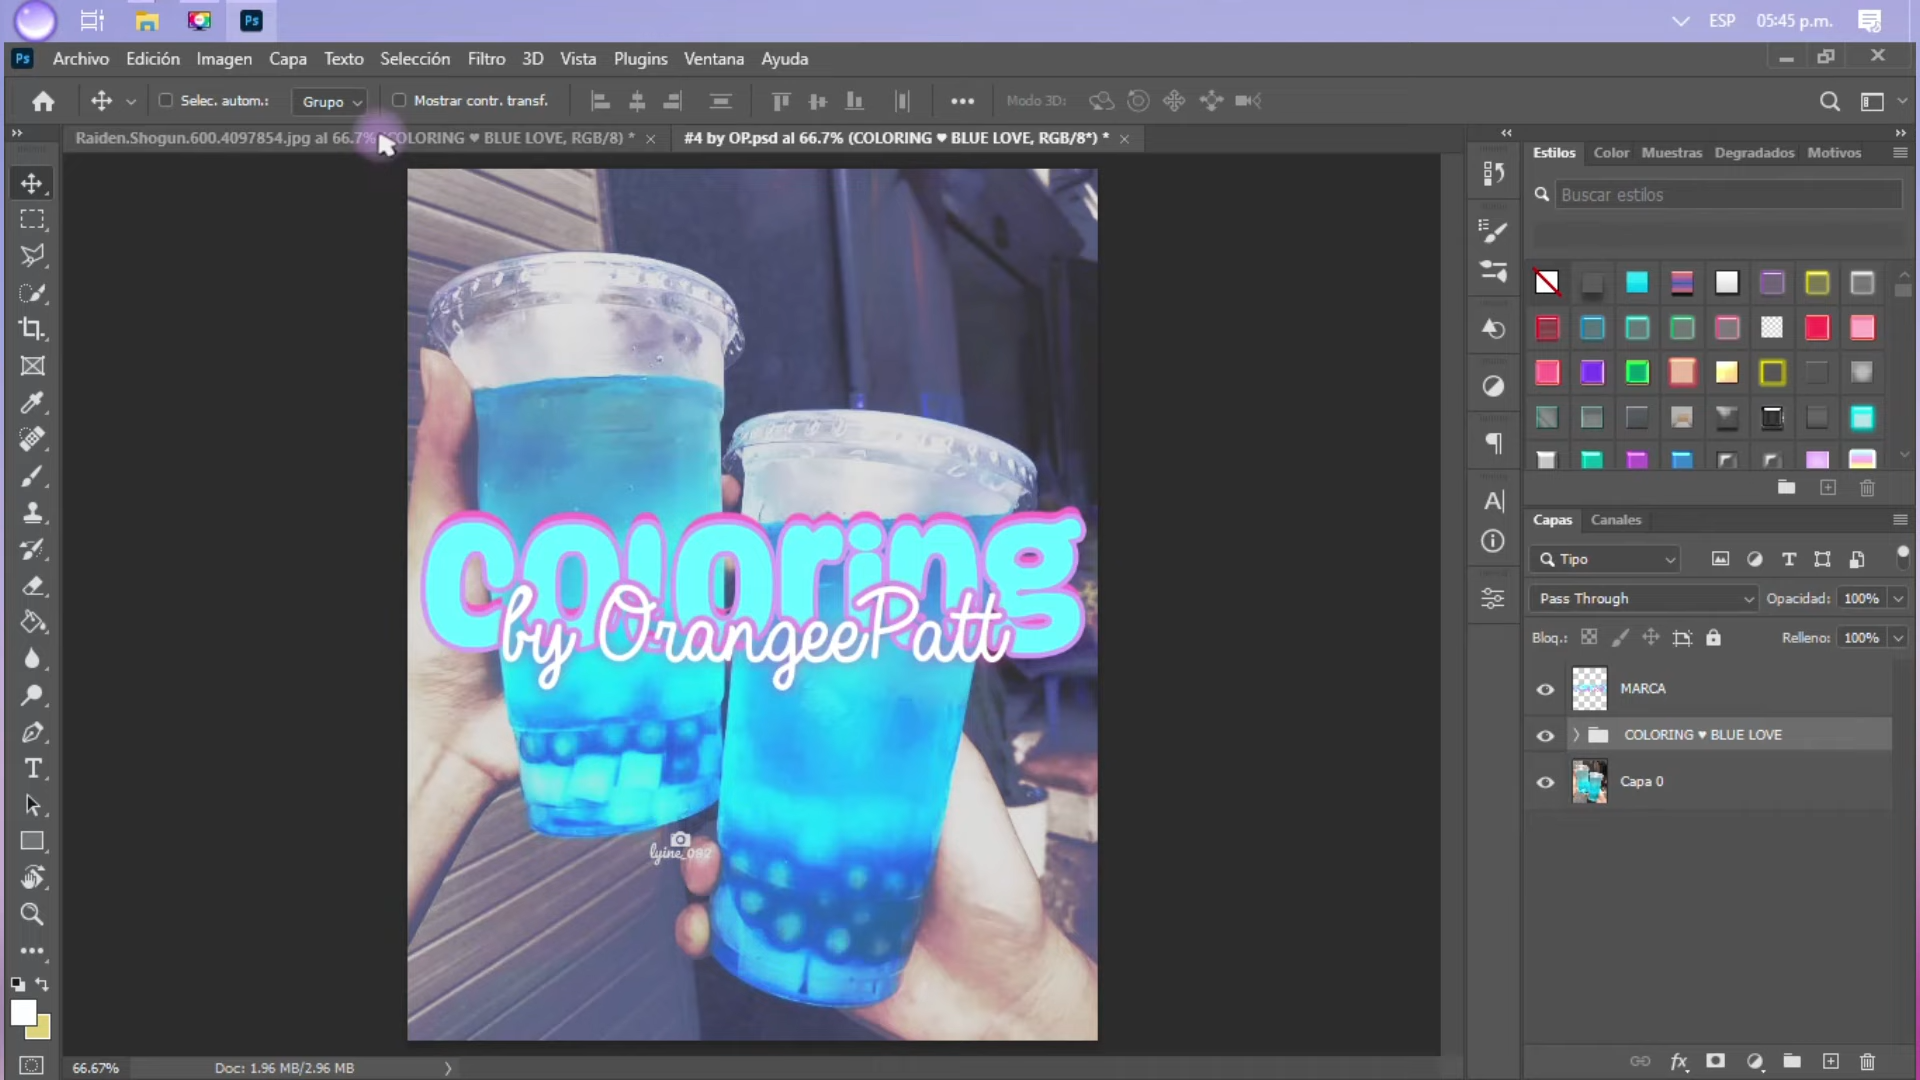 ESP 05:45 p.m.
Ps Archivo Edición Imagen Capa Texto Selección Filtro 3D Vista Plugins Ventana Ayuda
Selec. autom.: Grupo Mostrar contr. transf. Modo 3D:
Raiden.Shogun.600.4097854.jpg al 66.7% (COLORING ♥ BLUE LOVE, RGB/8) * #4 by OP.psd al 66.7% (COLORING ♥ BLUE LOVE, RGB/8*) *
Estilos Color Muestras Degradados Motivos
Buscar estilos
coloring
by OrangeePatt
lyine_092
Capas Canales
Tipo
Pass Through Opacidad: 100%
Bloq.: Relleno: 100%
MARCA
COLORING ♥ BLUE LOVE
Capa 0
66.67% Doc: 1.96 MB/2.96 MB